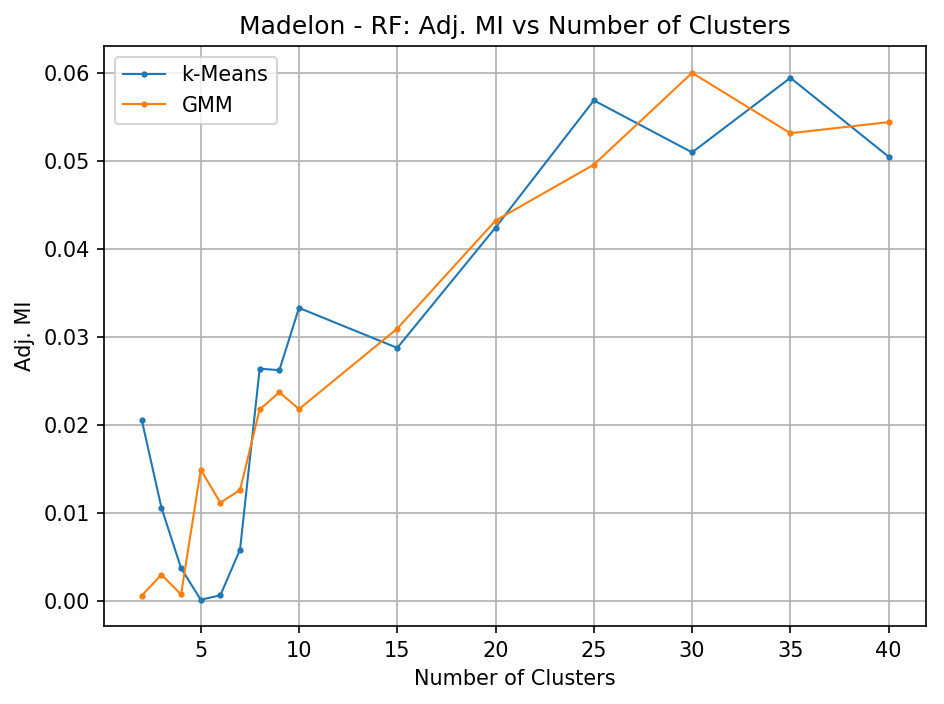 Madelon - RF: Adj. MI vs Number of Clusters
k-Means
GMM
0.06
0.05
0.04
0.03
0.02
0.01
0.00
Adj. MI
5 10 15 20 25 30 35 40
Number of Clusters